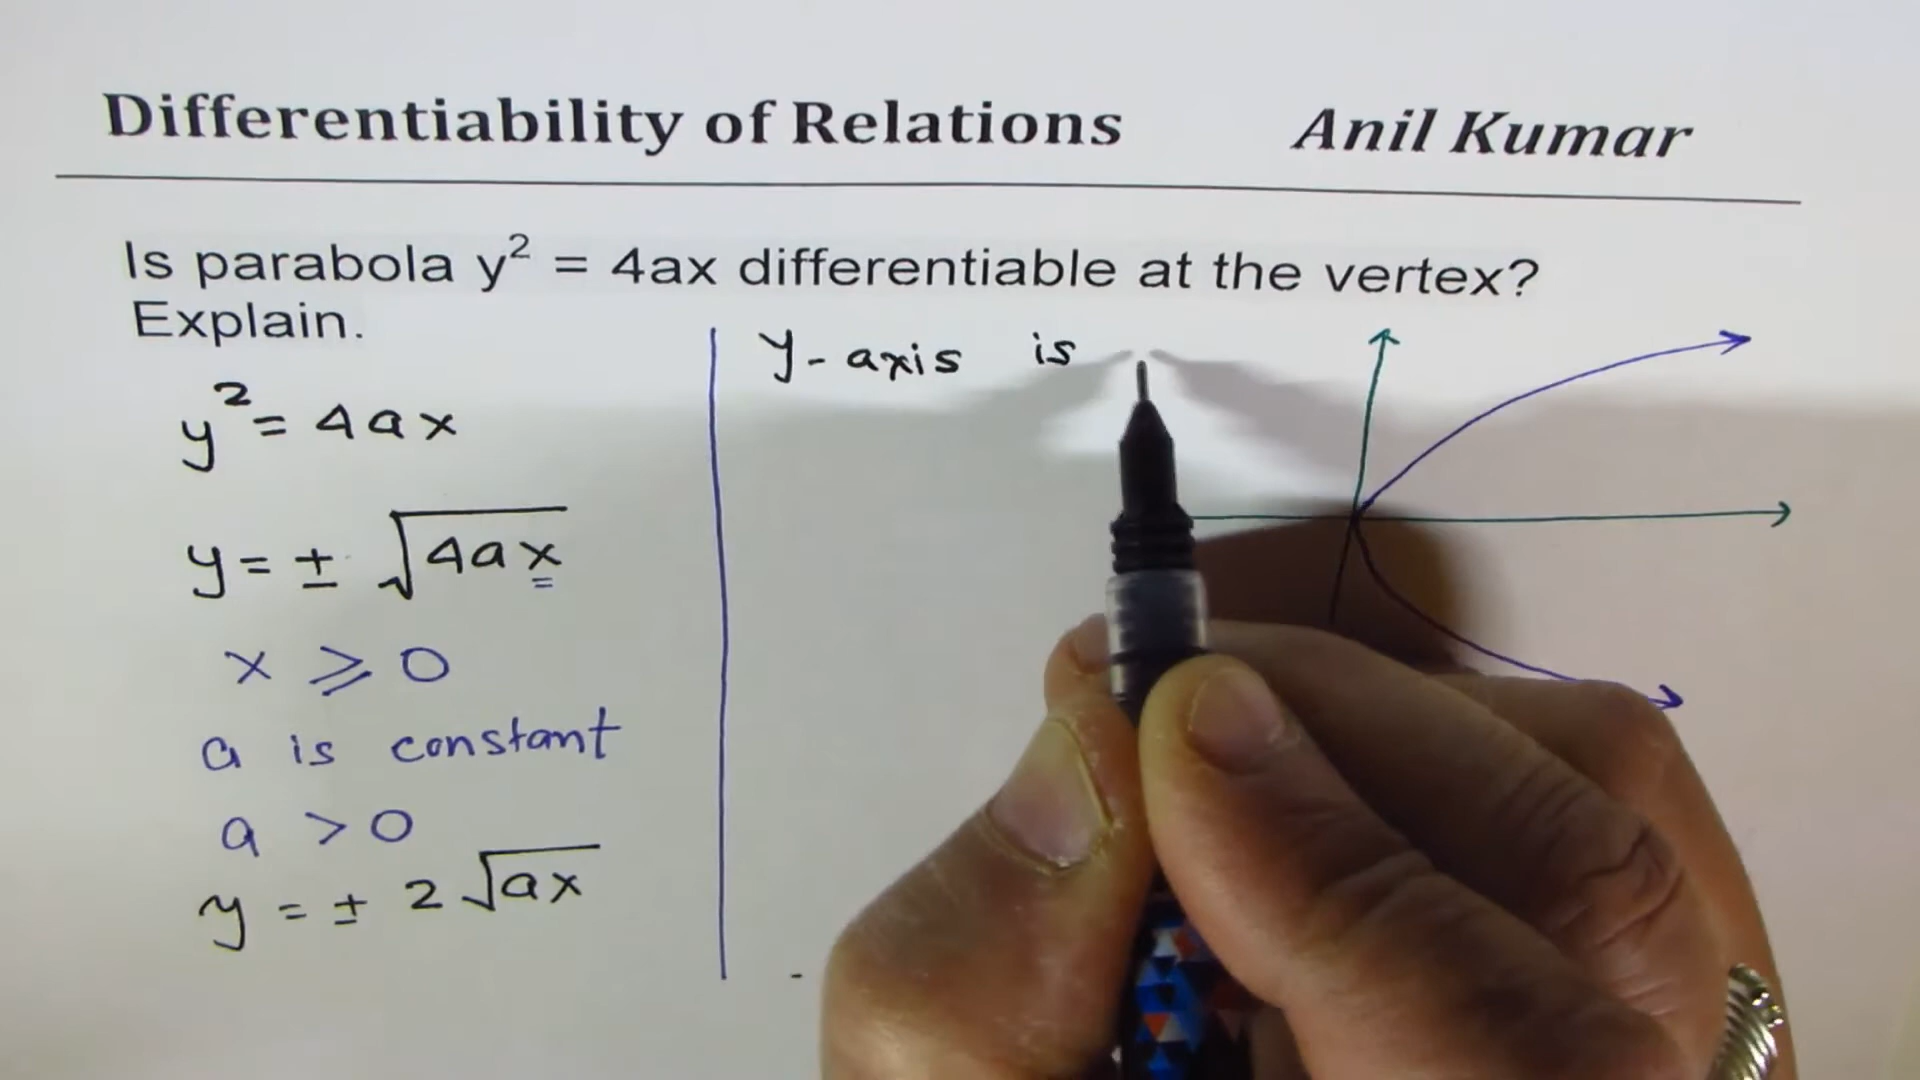 Differentiability of Relations Anil Kumar
Is parabola y² = 4ax differentiable at the vertex?
Explain.
y² = 4ax
y = ± √4ax
x ⩾ 0
a is constant
a > 0
y = ± 2√ax
y-axis is